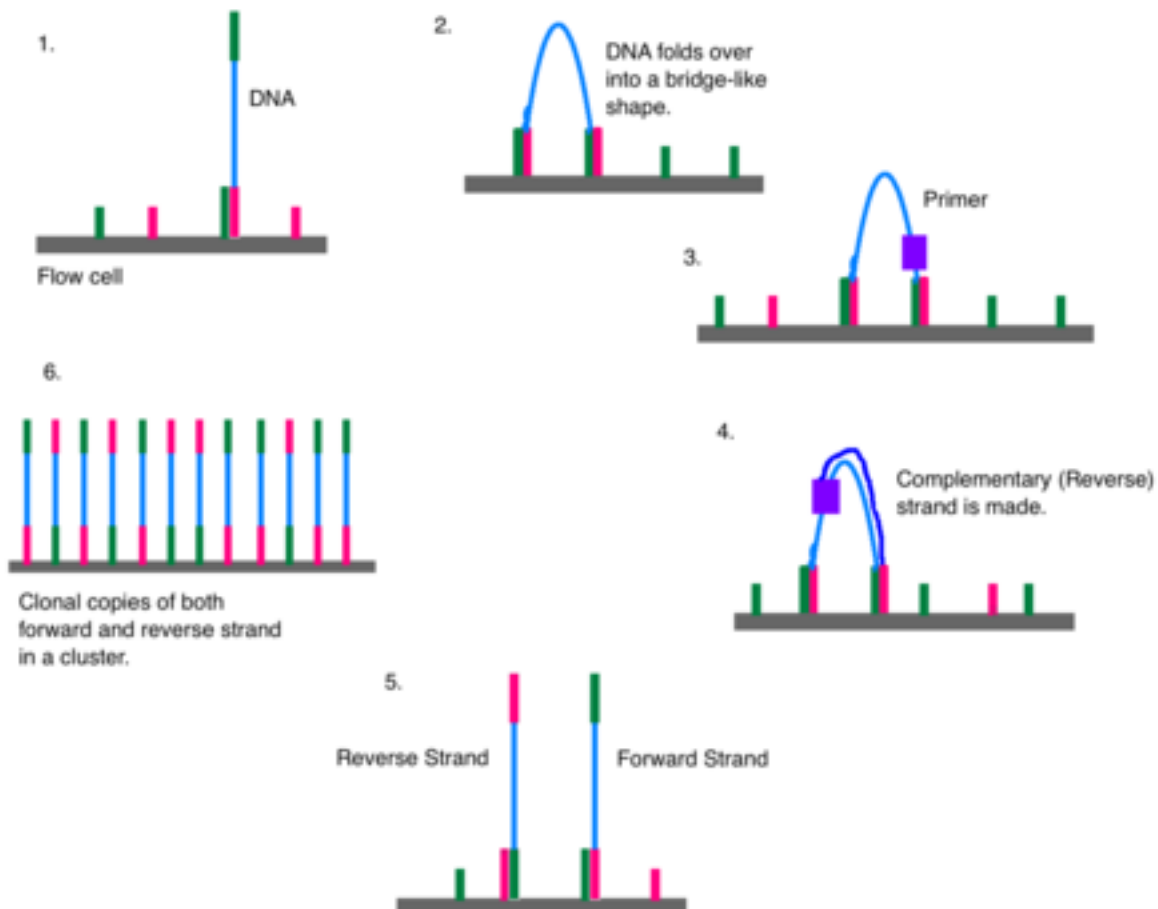 1.
DNA
Flow cell
2.
DNA folds over
into a bridge-like
shape.
3.
Primer
4.
Complementary (Reverse)
strand is made.
5.
Reverse Strand
Forward Strand
6.
Clonal copies of both
forward and reverse strand
in a cluster.